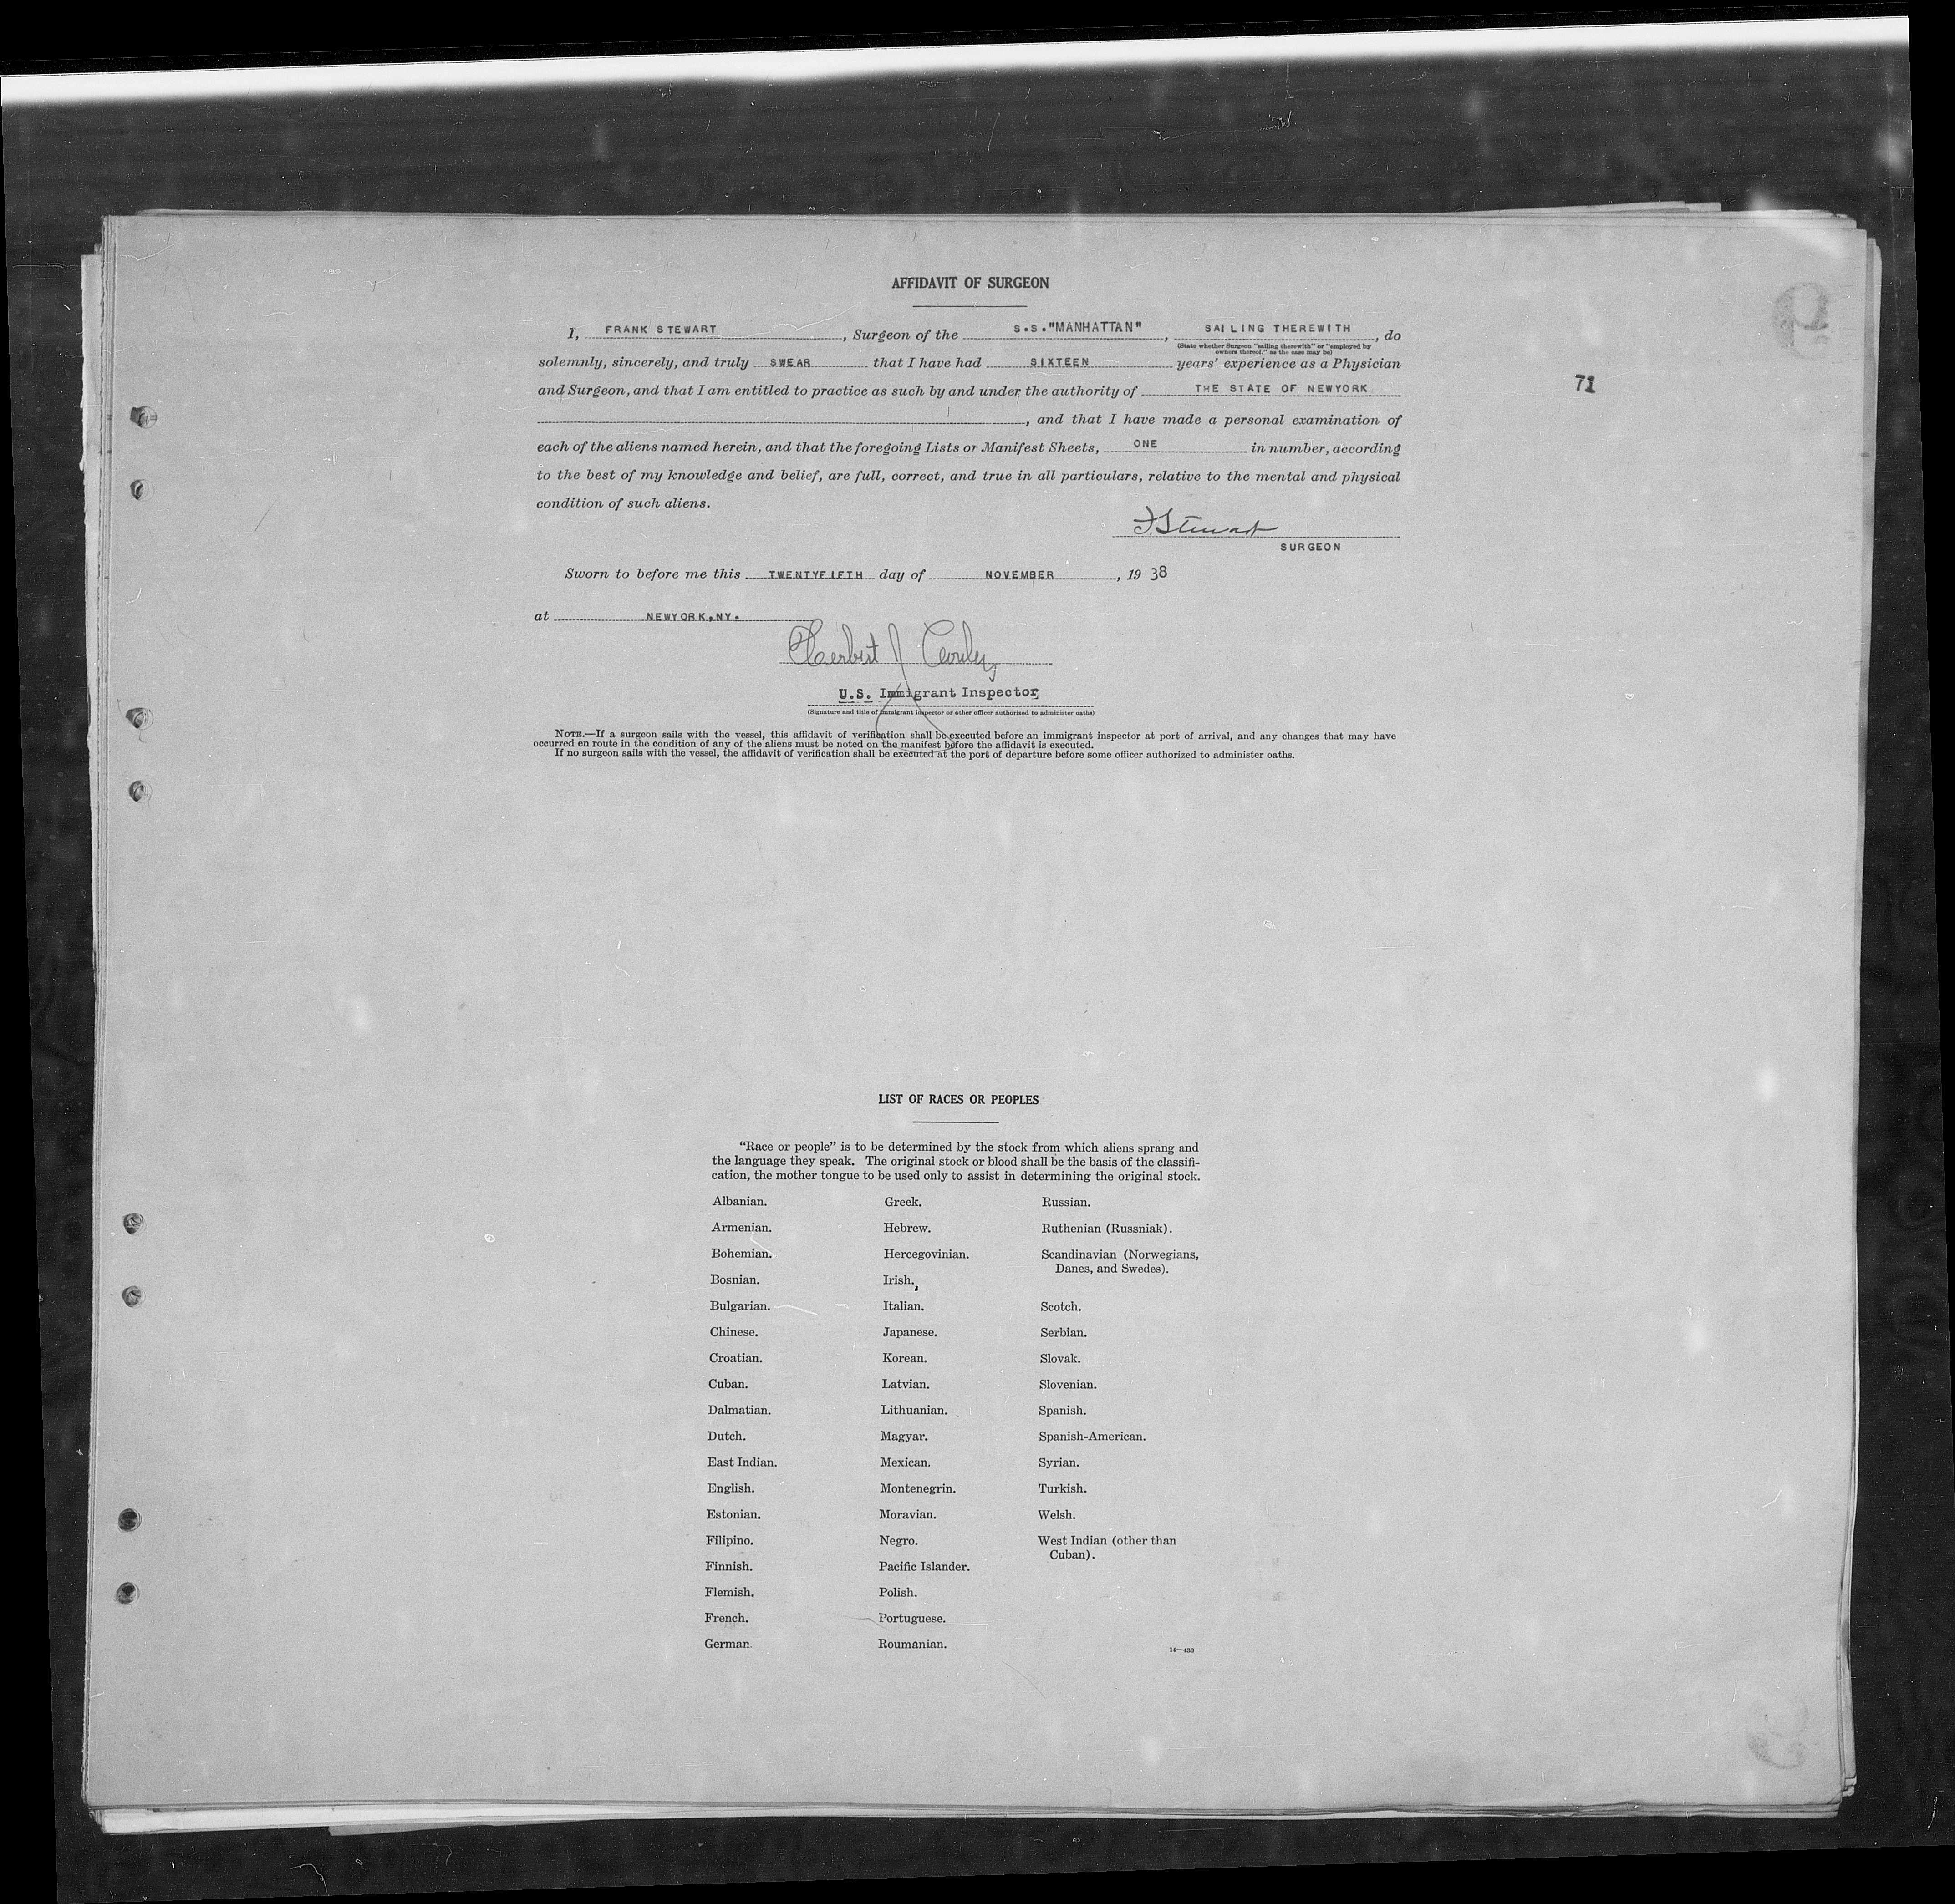 AFFIDAVIT OF SURGEON
I, FRANK STEWART, Surgeon of the S.S."MANHATTAN", SAILING THEREWITH, do
(State whether Surgeon "sailing therewith" or "employed by
owners thereof," as the case may be)
solemnly, sincerely, and truly SWEAR that I have had SIXTEEN years' experience as a Physician
and Surgeon, and that I am entitled to practice as such by and under the authority of THE STATE OF NEWYORK
71
, and that I have made a personal examination of
each of the aliens named herein, and that the foregoing Lists or Manifest Sheets, ONE in number, according
to the best of my knowledge and belief, are full, correct, and true in all particulars, relative to the mental and physical
condition of such aliens.
F Stewart
SURGEON
Sworn to before me this TWENTYFIFTH day of NOVEMBER, 19 38
at NEWYORK,NY.
Herbert J
U.S. Immigrant Inspector
(Signature and title of immigrant inspector or other officer authorized to administer oaths)
NOTE.—If a surgeon sails with the vessel, this affidavit of verification shall be executed before an immigrant inspector at port of arrival, and any changes that may have
occurred en route in the condition of any of the aliens must be noted on the manifest before the affidavit is executed.
If no surgeon sails with the vessel, the affidavit of verification shall be executed at the port of departure before some officer authorized to administer oaths.
LIST OF RACES OR PEOPLES
"Race or people" is to be determined by the stock from which aliens sprang and
the language they speak. The original stock or blood shall be the basis of the classifi-
cation, the mother tongue to be used only to assist in determining the original stock.
Albanian.
Armenian.
Bohemian.
Bosnian.
Bulgarian.
Chinese.
Croatian.
Cuban.
Dalmatian.
Dutch.
East Indian.
English.
Estonian.
Filipino.
Finnish.
Flemish.
French.
German.
Greek.
Hebrew.
Hercegovinian.
Irish.
Italian.
Japanese.
Korean.
Latvian.
Lithuanian.
Magyar.
Mexican.
Montenegrin.
Moravian.
Negro.
Pacific Islander.
Polish.
Portuguese.
Roumanian.
Russian.
Ruthenian (Russniak).
Scandinavian (Norwegians,
Danes, and Swedes).
Scotch.
Serbian.
Slovak.
Slovenian.
Spanish.
Spanish-American.
Syrian.
Turkish.
Welsh.
West Indian (other than
Cuban).
14—430